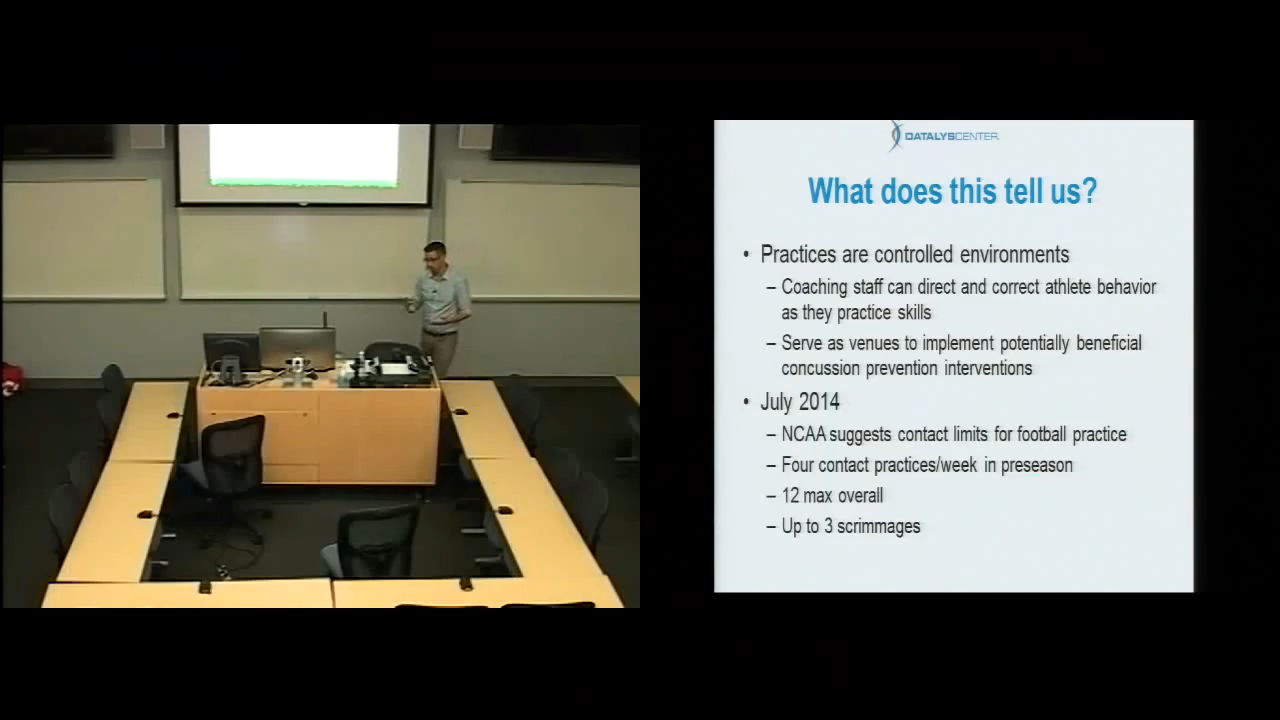 DATALYSCENTER
What does this tell us?
• Practices are controlled environments
– Coaching staff can direct and correct athlete behavior
as they practice skills
– Serve as venues to implement potentially beneficial
concussion prevention interventions
• July 2014
– NCAA suggests contact limits for football practice
– Four contact practices/week in preseason
– 12 max overall
– Up to 3 scrimmages